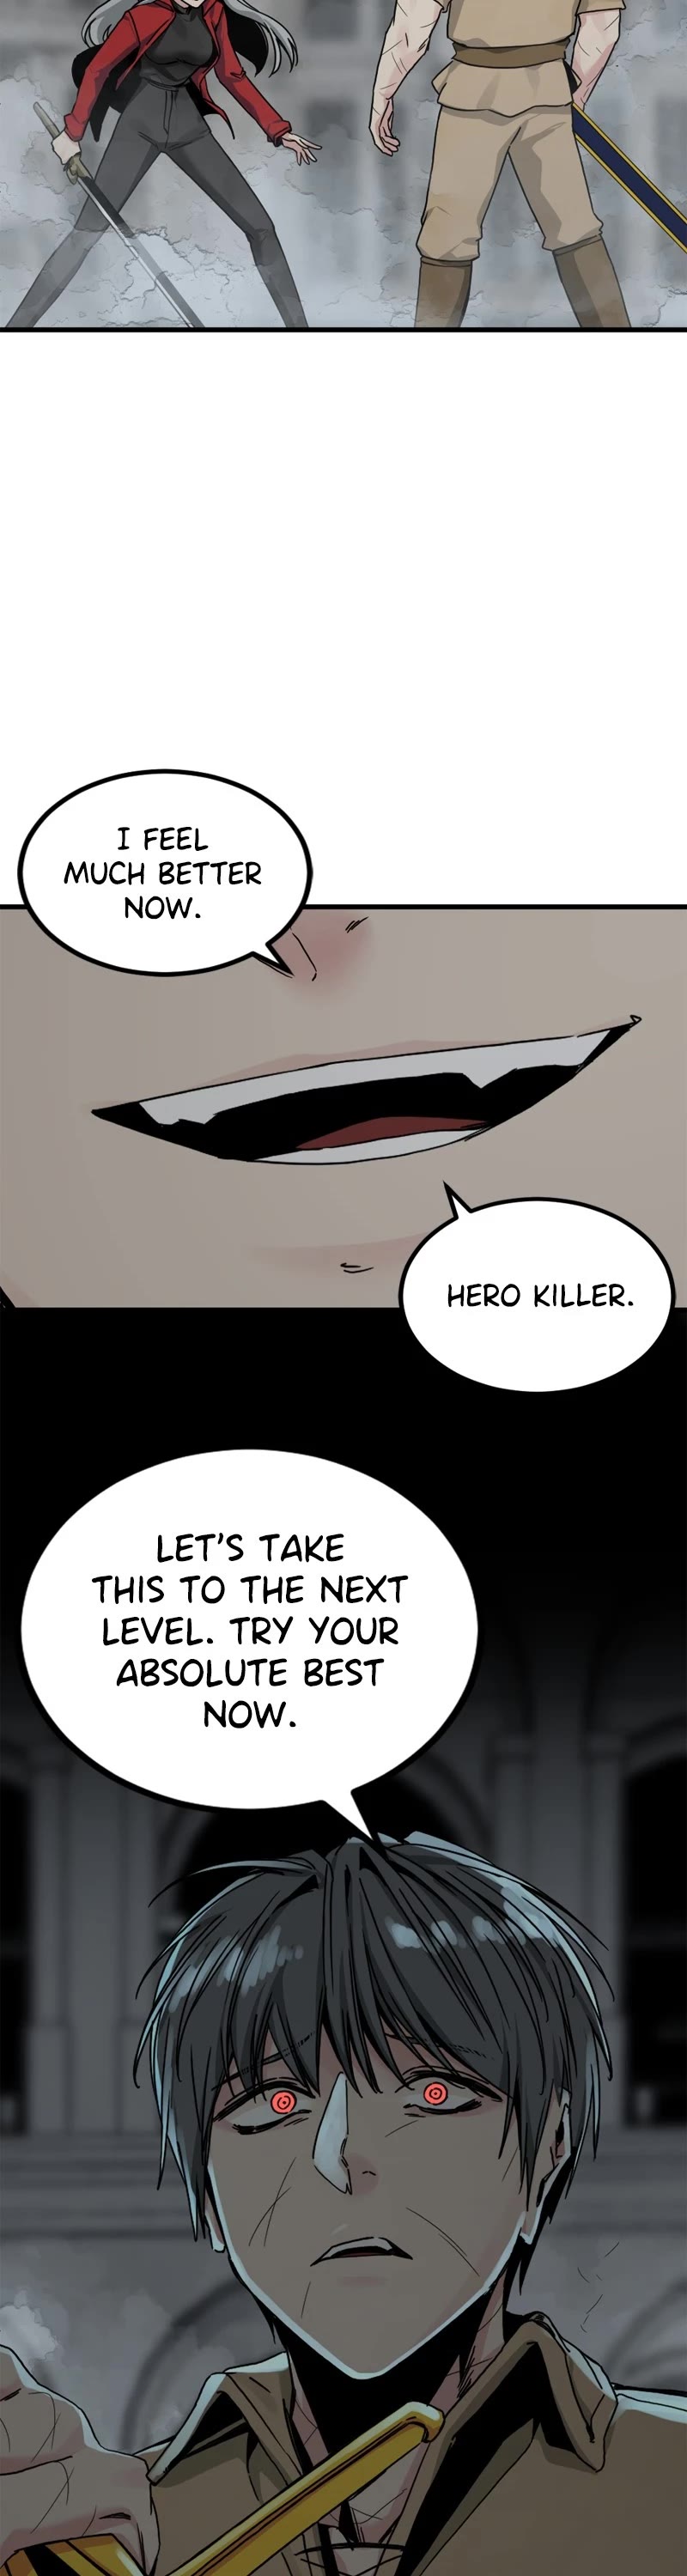 I FEEL
MUCH BETTER
NOW.
HERO KILLER.
LET'S TAKE
THIS TO THE NEXT
LEVEL. TRY YOUR
ABSOLUTE BEST
NOW.